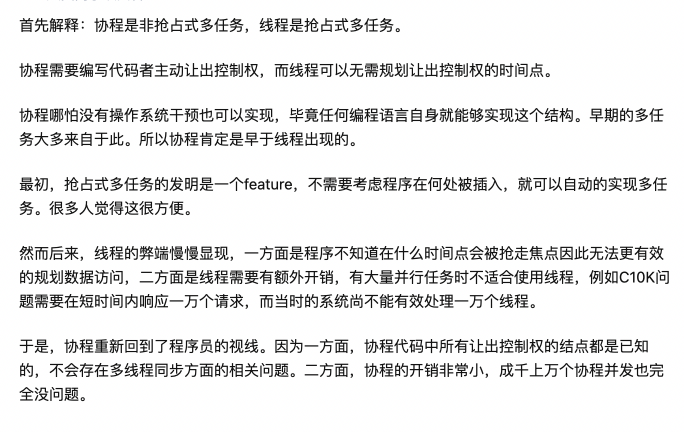 首先解释：协程是非抢占式多任务，线程是抢占式多任务。
协程需要编写代码者主动让出控制权，而线程可以无需规划让出控制权的时间点。
协程哪怕没有操作系统干预也可以实现，毕竟任何编程语言自身就能够实现这个结构。早期的多任
务大多来自于此。所以协程肯定是早于线程出现的。
最初，抢占式多任务的发明是一个feature，不需要考虑程序在何处被插入，就可以自动的实现多任
务。很多人觉得这很方便。
然而后来，线程的弊端慢慢显现，一方面是程序不知道在什么时间点会被抢走焦点因此无法更有效
的规划数据访问，二方面是线程需要有额外开销，有大量并行任务时不适合使用线程，例如C10K问
题需要在短时间内响应一万个请求，而当时的系统尚不能有效处理一万个线程。
于是，协程重新回到了程序员的视线。因为一方面，协程代码中所有让出控制权的结点都是已知
的，不会存在多线程同步方面的相关问题。二方面，协程的开销非常小，成千上万个协程并发也完
全没问题。